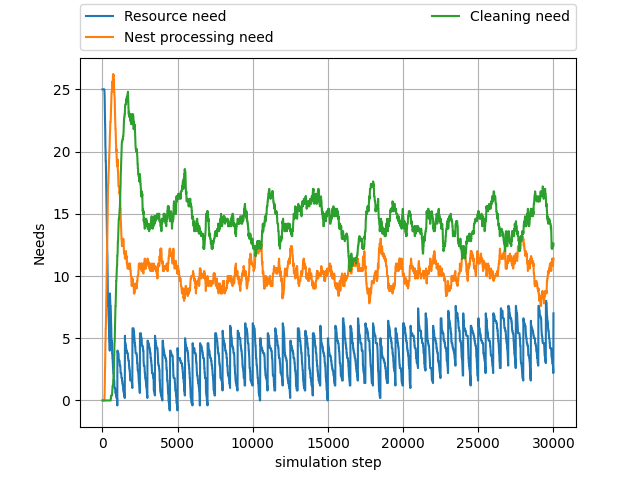 Resource need
Nest processing need
Cleaning need
Needs
25
20
15
10
5
0
0 5000 10000 15000 20000 25000 30000
simulation step